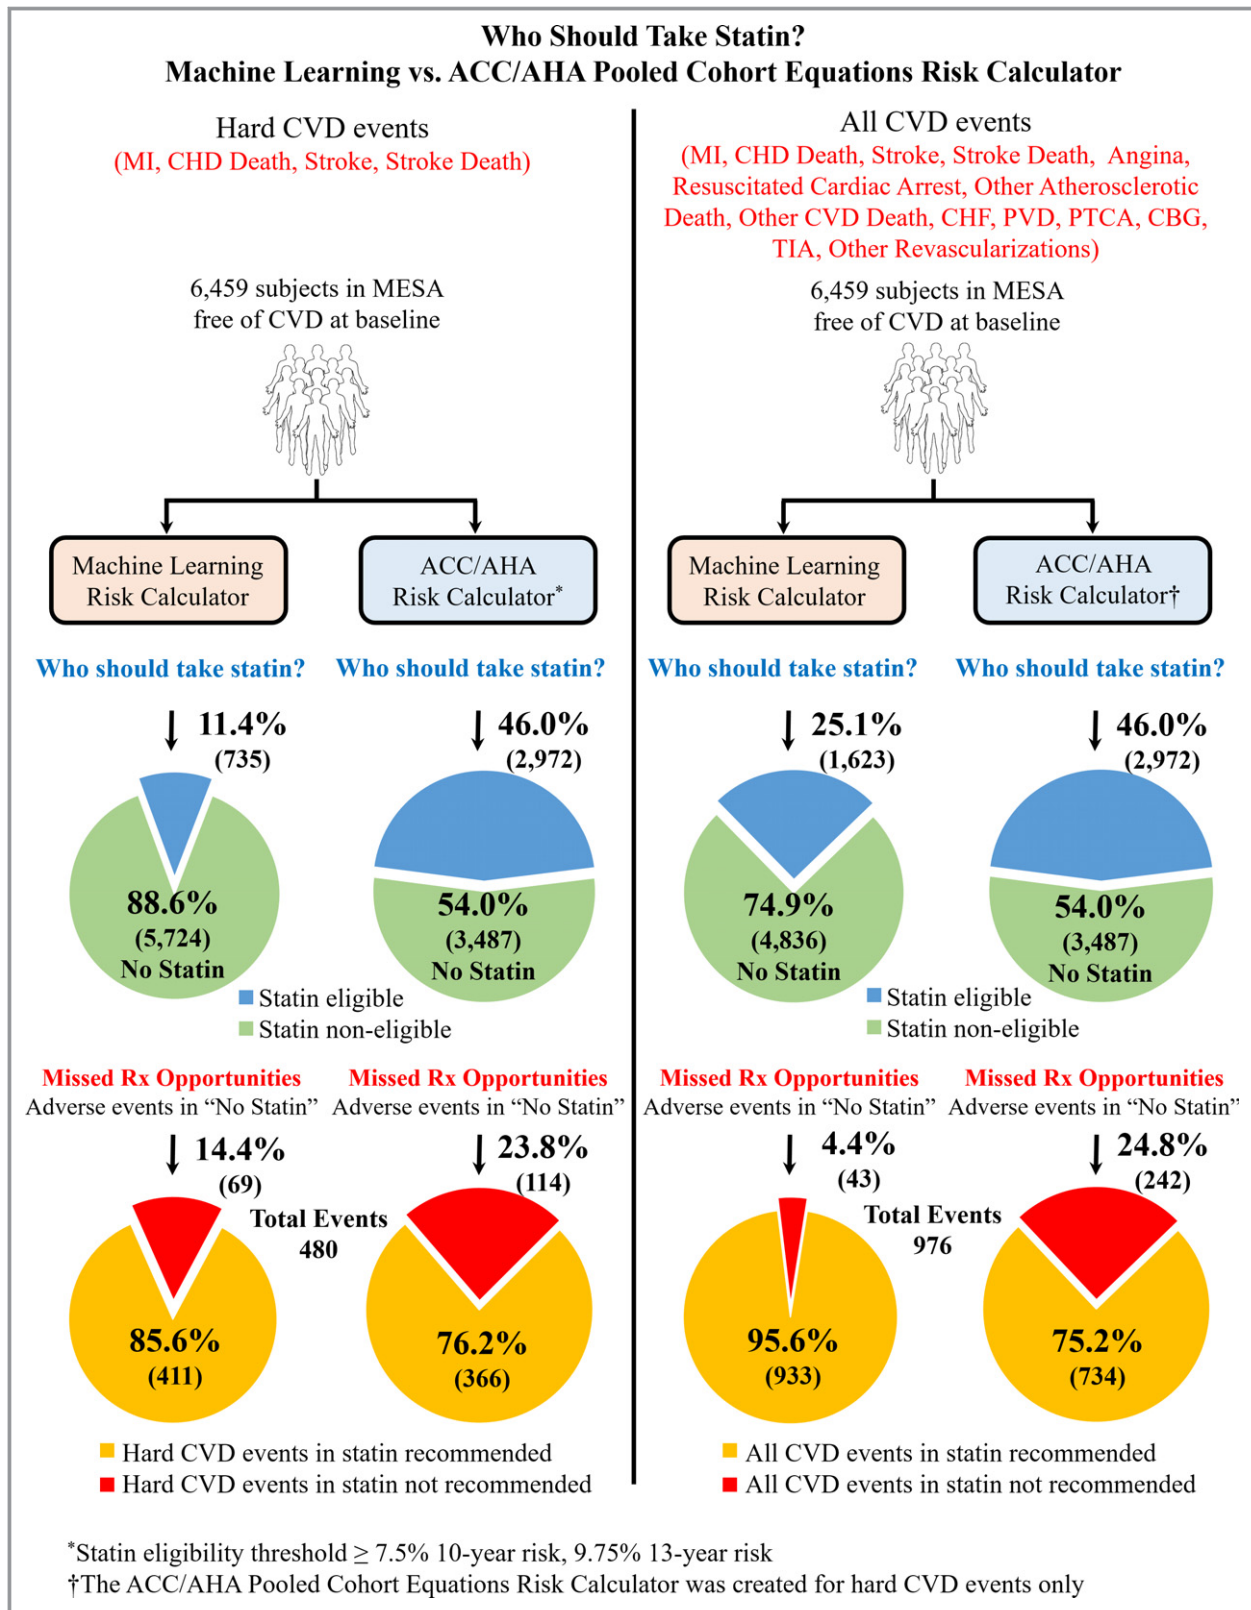 Who Should Take Statin?
Machine Learning vs. ACC/AHA Pooled Cohort Equations Risk Calculator
Hard CVD events
(MI, CHD Death, Stroke, Stroke Death)
6,459 subjects in MESA
free of CVD at baseline
Machine Learning
Risk Calculator
ACC/AHA
Risk Calculator*
Who should take statin?
Who should take statin?
11.4%
(735)
46.0%
(2,972)
88.6%
(5,724)
No Statin
54.0%
(3,487)
No Statin
Statin eligible
Statin non-eligible
Missed Rx Opportunities
Adverse events in “No Statin”
Missed Rx Opportunities
Adverse events in “No Statin”
14.4%
(69)
23.8%
(114)
Total Events
480
85.6%
(411)
76.2%
(366)
Hard CVD events in statin recommended
Hard CVD events in statin not recommended
All CVD events
(MI, CHD Death, Stroke, Stroke Death, Angina,
Resuscitated Cardiac Arrest, Other Atherosclerotic
Death, Other CVD Death, CHF, PVD, PTCA, CBG,
TIA, Other Revascularizations)
6,459 subjects in MESA
free of CVD at baseline
Machine Learning
Risk Calculator
ACC/AHA
Risk Calculator†
Who should take statin?
Who should take statin?
25.1%
(1,623)
46.0%
(2,972)
74.9%
(4,836)
No Statin
54.0%
(3,487)
No Statin
Statin eligible
Statin non-eligible
Missed Rx Opportunities
Adverse events in “No Statin”
Missed Rx Opportunities
Adverse events in “No Statin”
4.4%
(43)
24.8%
(242)
Total Events
976
95.6%
(933)
75.2%
(734)
All CVD events in statin recommended
All CVD events in statin not recommended
*Statin eligibility threshold ≥ 7.5% 10-year risk, 9.75% 13-year risk
†The ACC/AHA Pooled Cohort Equations Risk Calculator was created for hard CVD events only